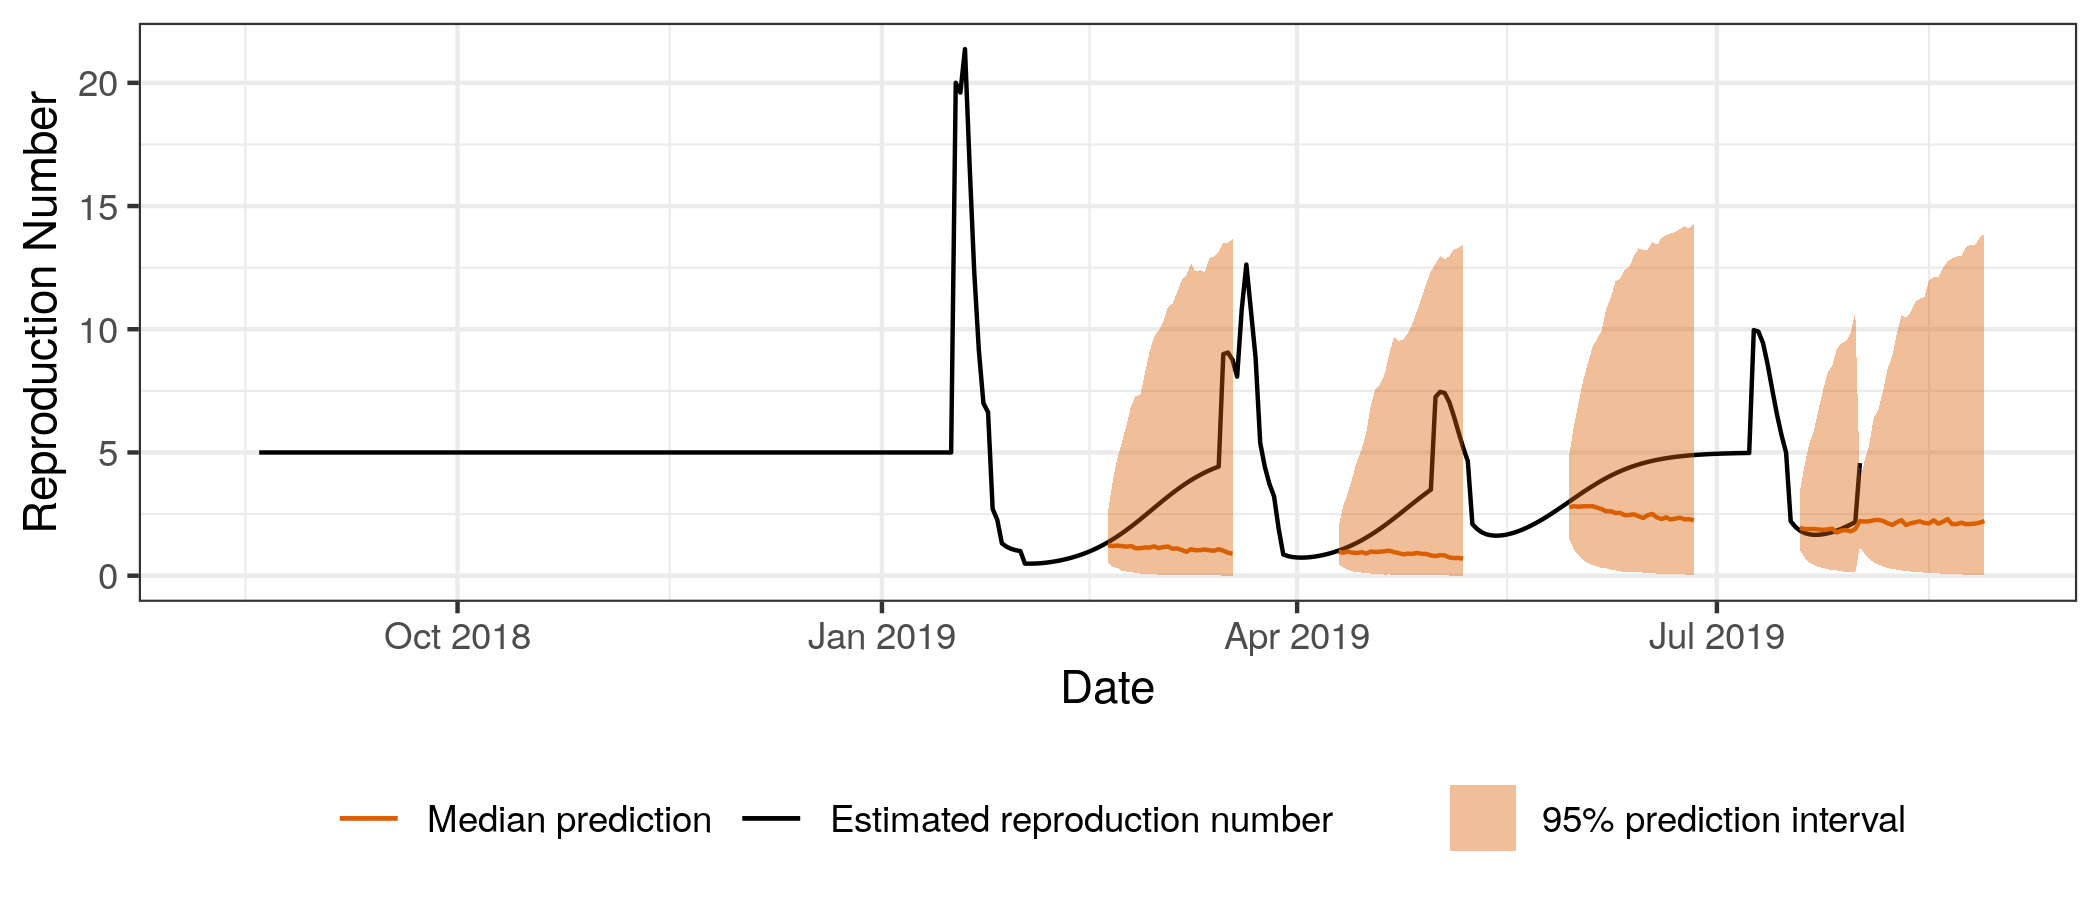 Reproduction Number
20
15
10
5
0
Oct 2018 Jan 2019 Apr 2019 Jul 2019
Date
Median prediction Estimated reproduction number 95% prediction interval